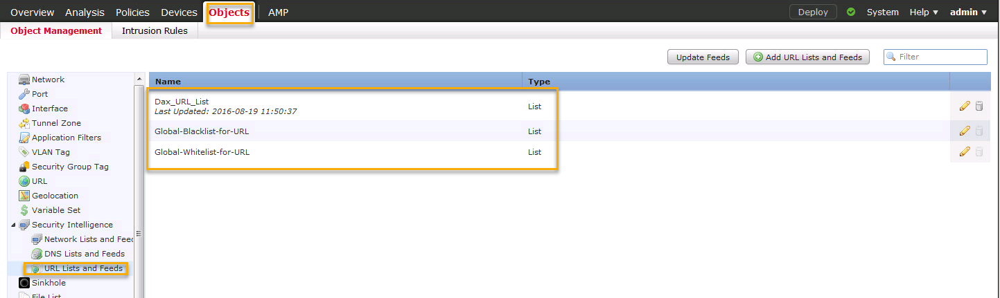 Overview Analysis Policies Devices Objects AMP Deploy System Help admin
Object Management Intrusion Rules
Update Feeds Add URL Lists and Feeds Filter
Network
Port
Interface
Tunnel Zone
Application Filters
VLAN Tag
Security Group Tag
URL
Geolocation
Variable Set
Security Intelligence
Network Lists and Feed
DNS Lists and Feeds
URL Lists and Feeds
Sinkhole
File List
Name Type
Dax_URL_List List
Last Updated: 2016-08-19 11:50:37
Global-Blacklist-for-URL List
Global-Whitelist-for-URL List